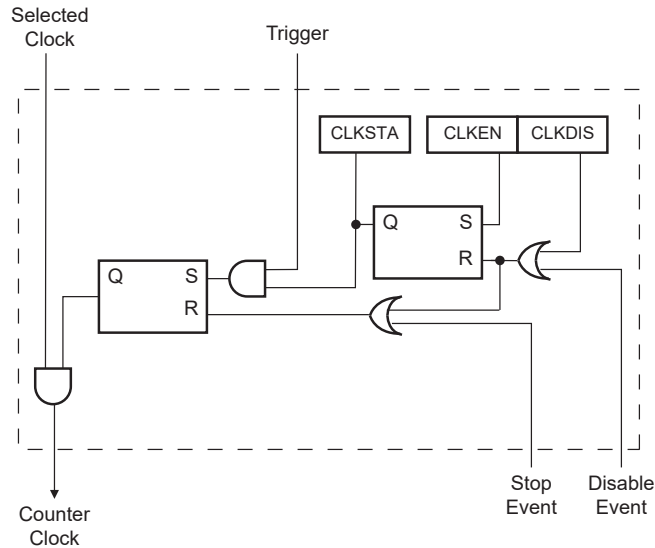 Selected
Clock
Trigger
CLKSTA
CLKEN
CLKDIS
Q
S
R
Q
S
R
Stop
Event
Disable
Event
Counter
Clock